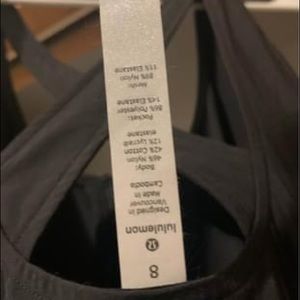 8
lululemon
Designed in
Vancouver
Made in
Cambodia
Body:
46% Nylon
42% Cotton
12% Lycra®
elastane
Pocket:
86% Polyester
14% Elastane
Mesh:
89% Nylon
11% Elastane